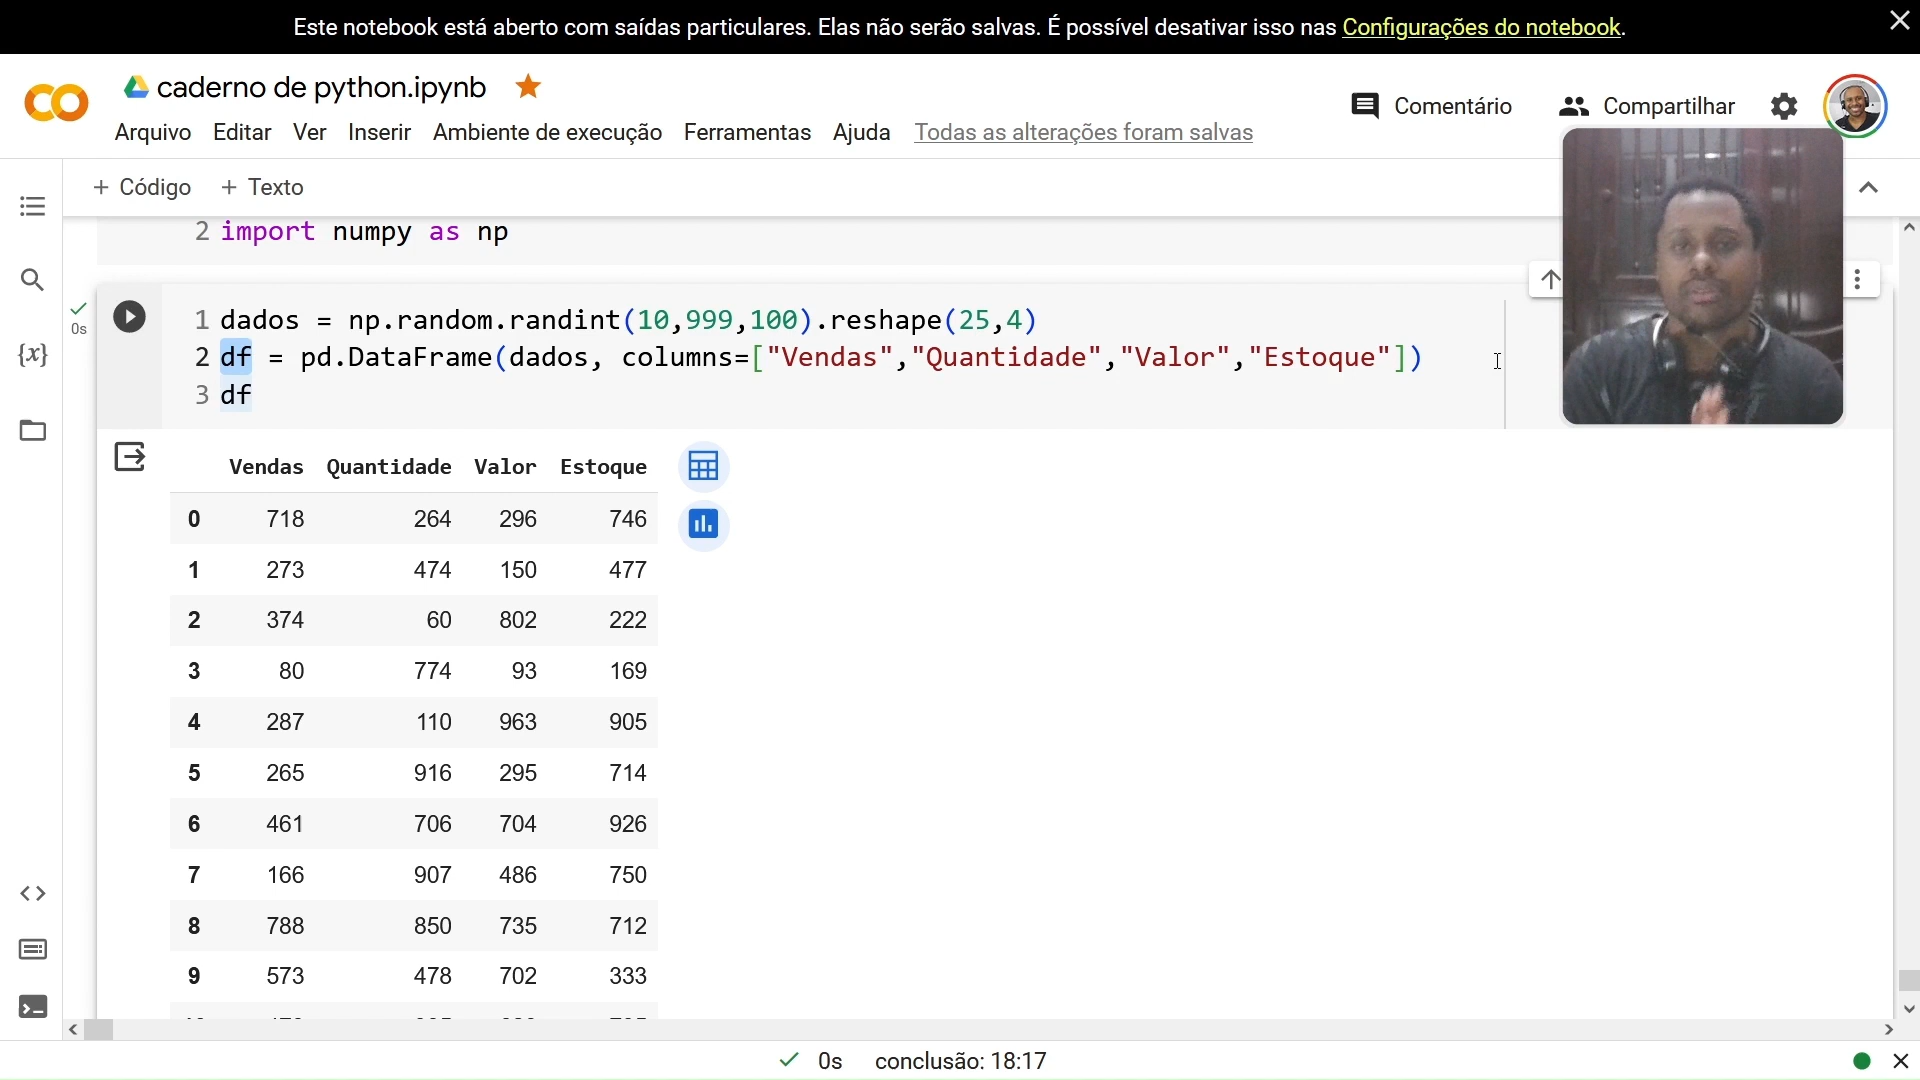 Este notebook está aberto com saídas particulares. Elas não serão salvas. É possível desativar isso nas Configurações do notebook.
caderno de python.ipynb
Comentário Compartilhar
Arquivo Editar Ver Inserir Ambiente de execução Ferramentas Ajuda Todas as alterações foram salvas
+ Código + Texto
2 import numpy as np
0s
1 dados = np.random.randint(10,999,100).reshape(25,4)
2 df = pd.DataFrame(dados, columns=["Vendas","Quantidade","Valor","Estoque"])
3 df
{x}
Vendas Quantidade Valor Estoque
0 718 264 296 746
1 273 474 150 477
2 374 60 802 222
3 80 774 93 169
4 287 110 963 905
5 265 916 295 714
6 461 706 704 926
7 166 907 486 750
8 788 850 735 712
9 573 478 702 333
0s conclusão: 18:17